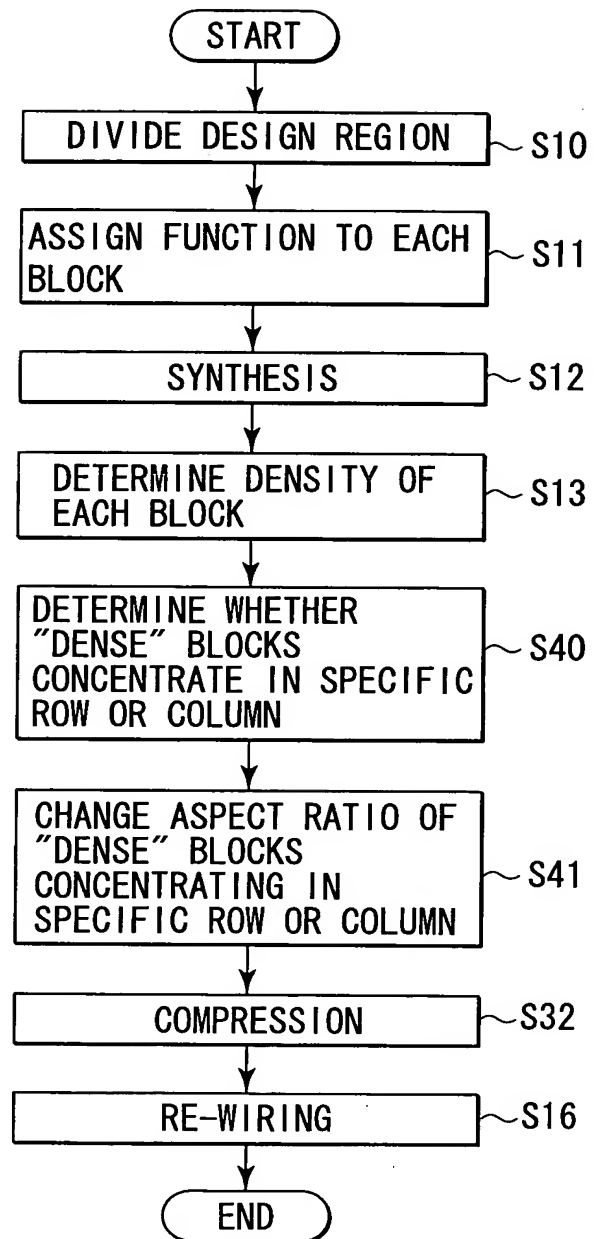 START
DIVIDE DESIGN REGION
S10
ASSIGN FUNCTION TO EACH
BLOCK
S11
SYNTHESIS
S12
DETERMINE DENSITY OF
EACH BLOCK
S13
DETERMINE WHETHER
"DENSE" BLOCKS
CONCENTRATE IN SPECIFIC
ROW OR COLUMN
S40
CHANGE ASPECT RATIO OF
"DENSE" BLOCKS
CONCENTRATING IN
SPECIFIC ROW OR COLUMN
S41
COMPRESSION
S32
RE-WIRING
S16
END